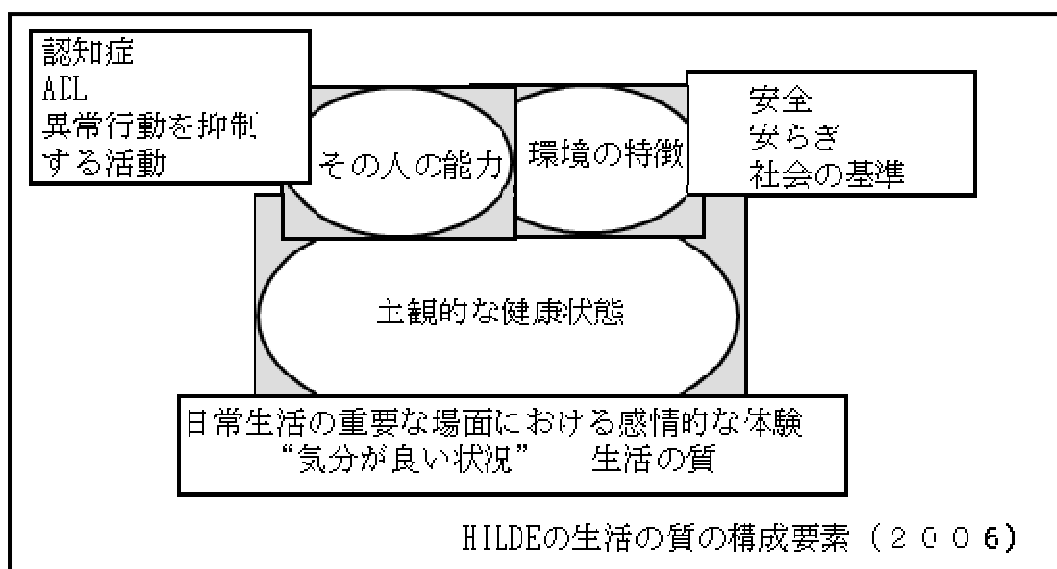 認知症
ADL
異常行動を抑制
する活動
その人の能力
環境の特徴
安全
安らぎ
社会の基準
主観的な健康状態
日常生活の重要な場面における感情的な体験
“気分が良い状況” 生活の質
HILDEの生活の質の構成要素(2006)